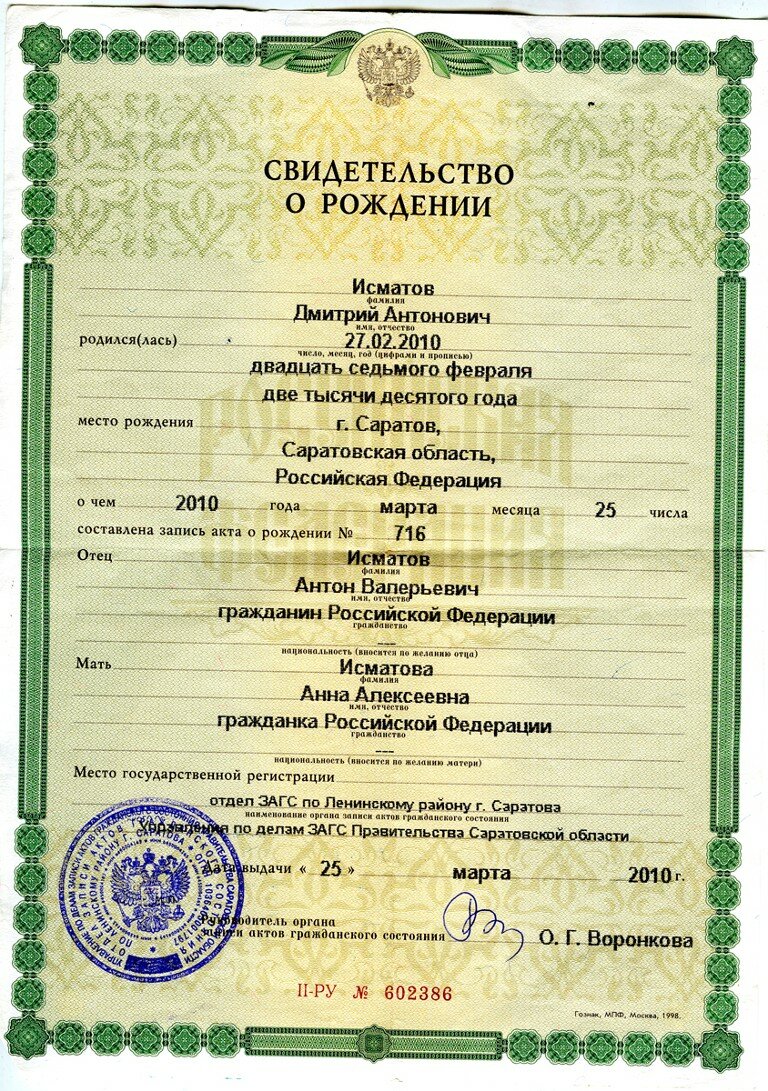 СВИДЕТЕЛЬСТВО
О РОЖДЕНИИ
Исматов
фамилия
Дмитрий Антонович
имя, отчество
родился(лась) 27.02.2010
число, месяц, год (цифрами и прописью)
двадцать седьмого февраля
две тысячи десятого года
место рождения г. Саратов,
Саратовская область,
Российская Федерация
о чем 2010 года марта месяца 25 числа
составлена запись акта о рождении № 716
Отец Исматов
фамилия
Антон Валерьевич
имя, отчество
гражданин Российской Федерации
гражданство
---
национальность (вносится по желанию отца)
Мать Исматова
фамилия
Анна Алексеевна
имя, отчество
гражданка Российской Федерации
гражданство
---
национальность (вносится по желанию матери)
Место государственной регистрации
отдел ЗАГС по Ленинскому району г. Саратова
наименование органа записи актов гражданского состояния
Управления по делам ЗАГС Правительства Саратовской области
Дата выдачи « 25 » марта 2010 г.
Руководитель органа
записи актов гражданского состояния О. Г. Воронкова
II-РУ № 602386
Гознак, МПФ, Москва, 1998.